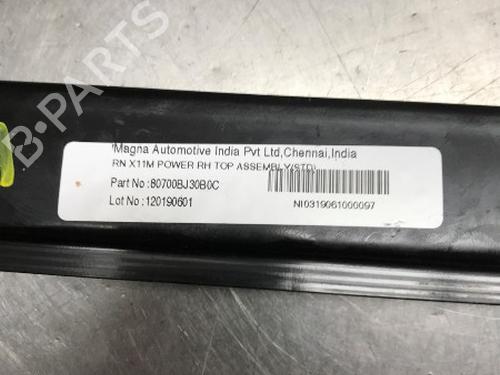 Magna Automotive India Pvt Ltd,Chennai,India
RN X11M POWER RH TOP ASSEMBLY(STD)
Part No :80700BJ30B0C
Lot No :120190601
NI0319061000097
B-PARTS